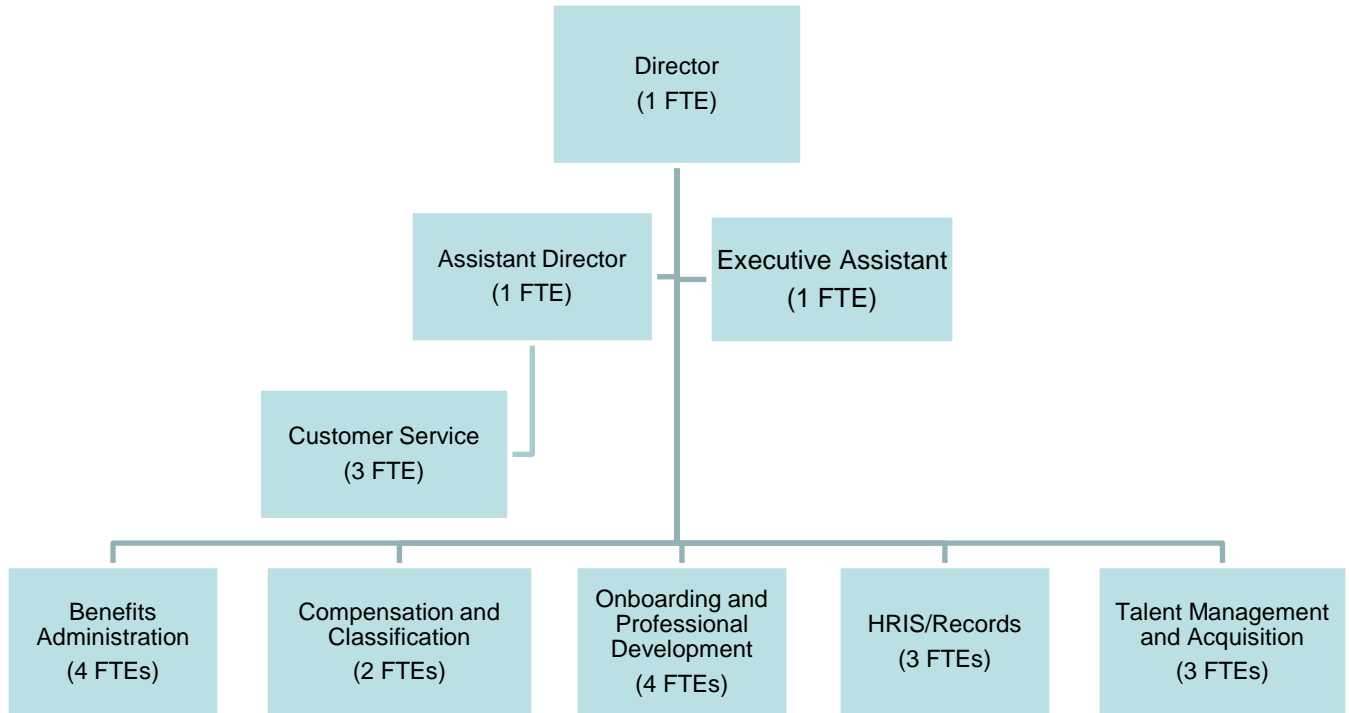 Director
(1 FTE)
Assistant Director
(1 FTE)
Executive Assistant
(1 FTE)
Customer Service
(3 FTE)
Benefits
Administration
(4 FTEs)
Compensation and
Classification
(2 FTEs)
Onboarding and
Professional
Development
(4 FTEs)
HRIS/Records
(3 FTEs)
Talent Management
and Acquisition
(3 FTEs)